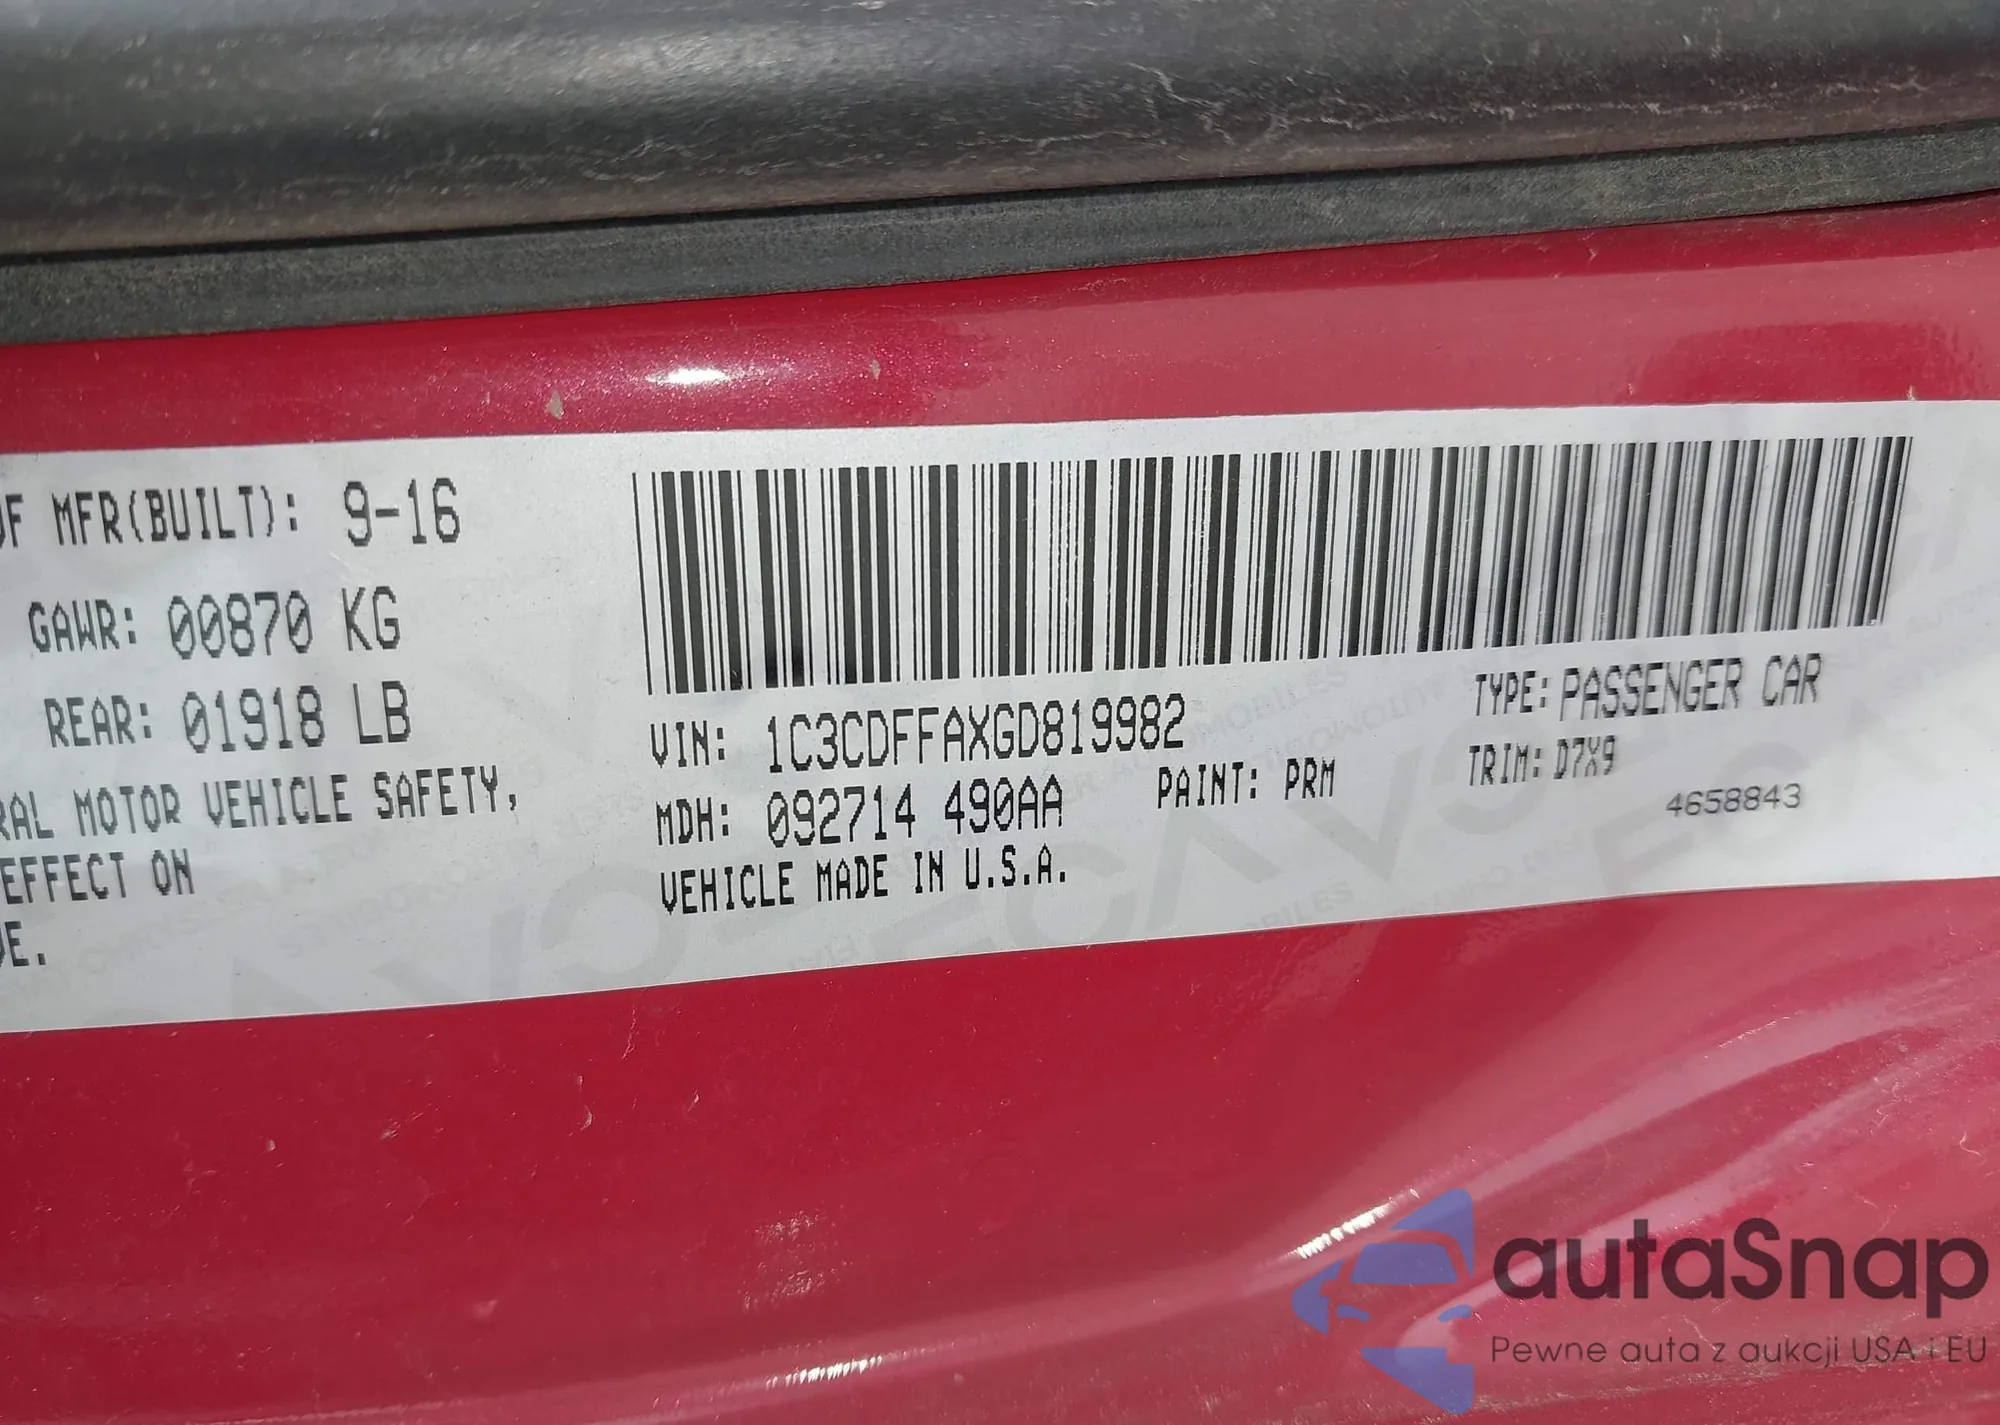 OF MFR(BUILT): 9-16
GAWR: 00870 KG
REAR: 01918 LB
RAL MOTOR VEHICLE SAFETY,
EFFECT ON
DE.
VIN: 1C3CDFFAXGD819982
TYPE: PASSENGER CAR
MDH: 092714 490AA
PAINT: PRM
TRIM: D7X9
4658843
VEHICLE MADE IN U.S.A.
autaSnap
Pewne auta z aukcji USA i EU